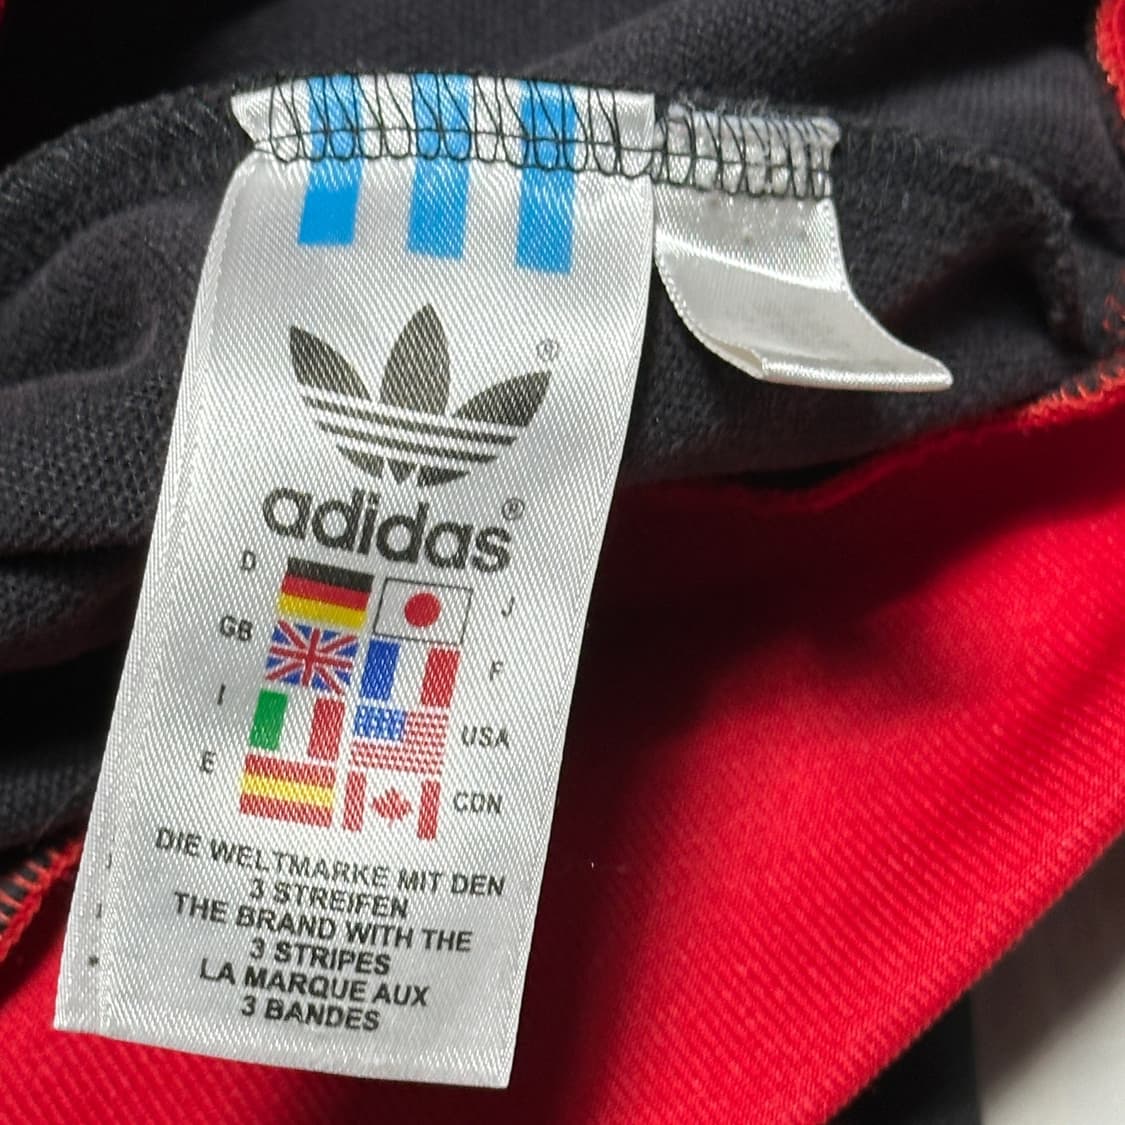 ®
adidas®
D J
GB F
I USA
E CDN
DIE WELTMARKE MIT DEN
3 STREIFEN
THE BRAND WITH THE
3 STRIPES
LA MARQUE AUX
3 BANDES